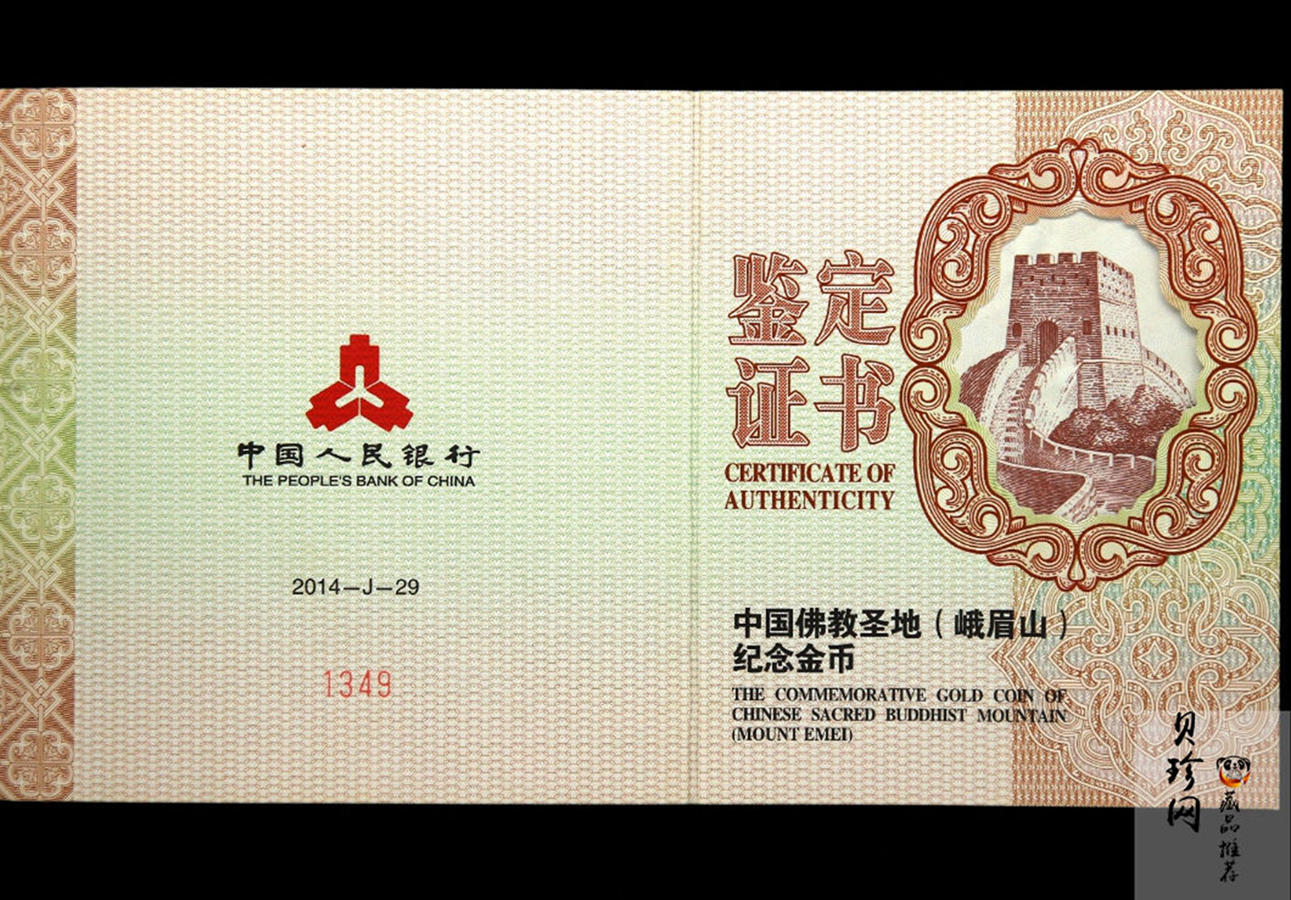 中国人民银行
THE PEOPLE'S BANK OF CHINA
2014—J—29
1349
鉴定
证书
CERTIFICATE OF
AUTHENTICITY
中国佛教圣地（峨眉山）
纪念金币
THE COMMEMORATIVE GOLD COIN OF
CHINESE SACRED BUDDHIST MOUNTAIN
(MOUNT EMEI)
贝珍网
藏品推荐